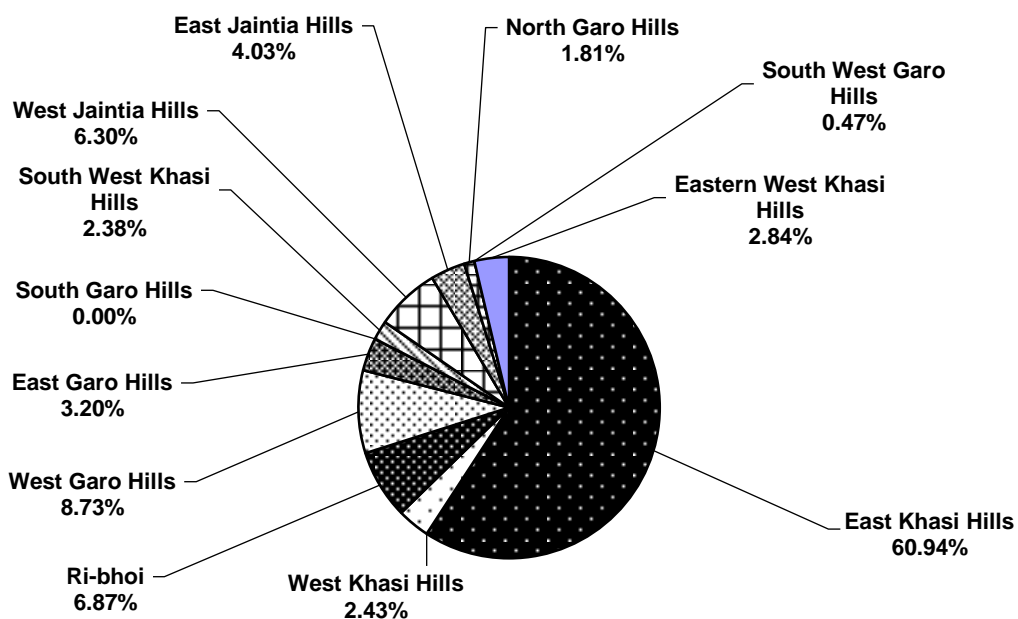 East Jaintia Hills
4.03%
North Garo Hills
1.81%
South West Garo
Hills
0.47%
West Jaintia Hills
6.30%
South West Khasi
Hills
2.38%
Eastern West Khasi
Hills
2.84%
South Garo Hills
0.00%
East Garo Hills
3.20%
West Garo Hills
8.73%
East Khasi Hills
60.94%
Ri-bhoi
6.87%
West Khasi Hills
2.43%